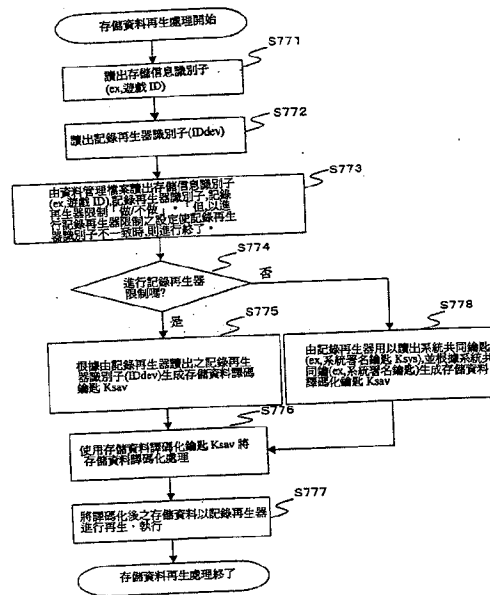 存儲資料再生處理開始
S771
讀出存儲信息識別子
(ex,遊戲 ID)
S772
讀出記錄再生器識別子(IDdev)
S773
由資料管理檔案讀出存儲信息識別子
(ex,遊戲 ID),記錄再生器識別子,記錄
再生器限制「做/不做」。「但,以進
行記錄再生器限制之設定使記錄再生
器識別子不一致時,則進行終了。
S774
進行記錄再生器
限制嗎?
否
是
S775
根據由記錄再生器讀出之記錄再生
器識別子(IDdev)生成存儲資料譯碼
鑰匙 Ksav
S778
由記錄再生器用以讀出系統共同鑰匙
(ex,系統署名鑰匙 Ksys),並根據系統共
同鑰(ex,系統署名鑰匙)生成存儲資料
譯碼化鑰匙 Ksav
S776
使用存儲資料譯碼化鑰匙 Ksav 將
存儲資料譯碼化處理
S777
將譯碼化後之存儲資料以記錄再生器
進行再生、執行
存儲資料再生處理終了